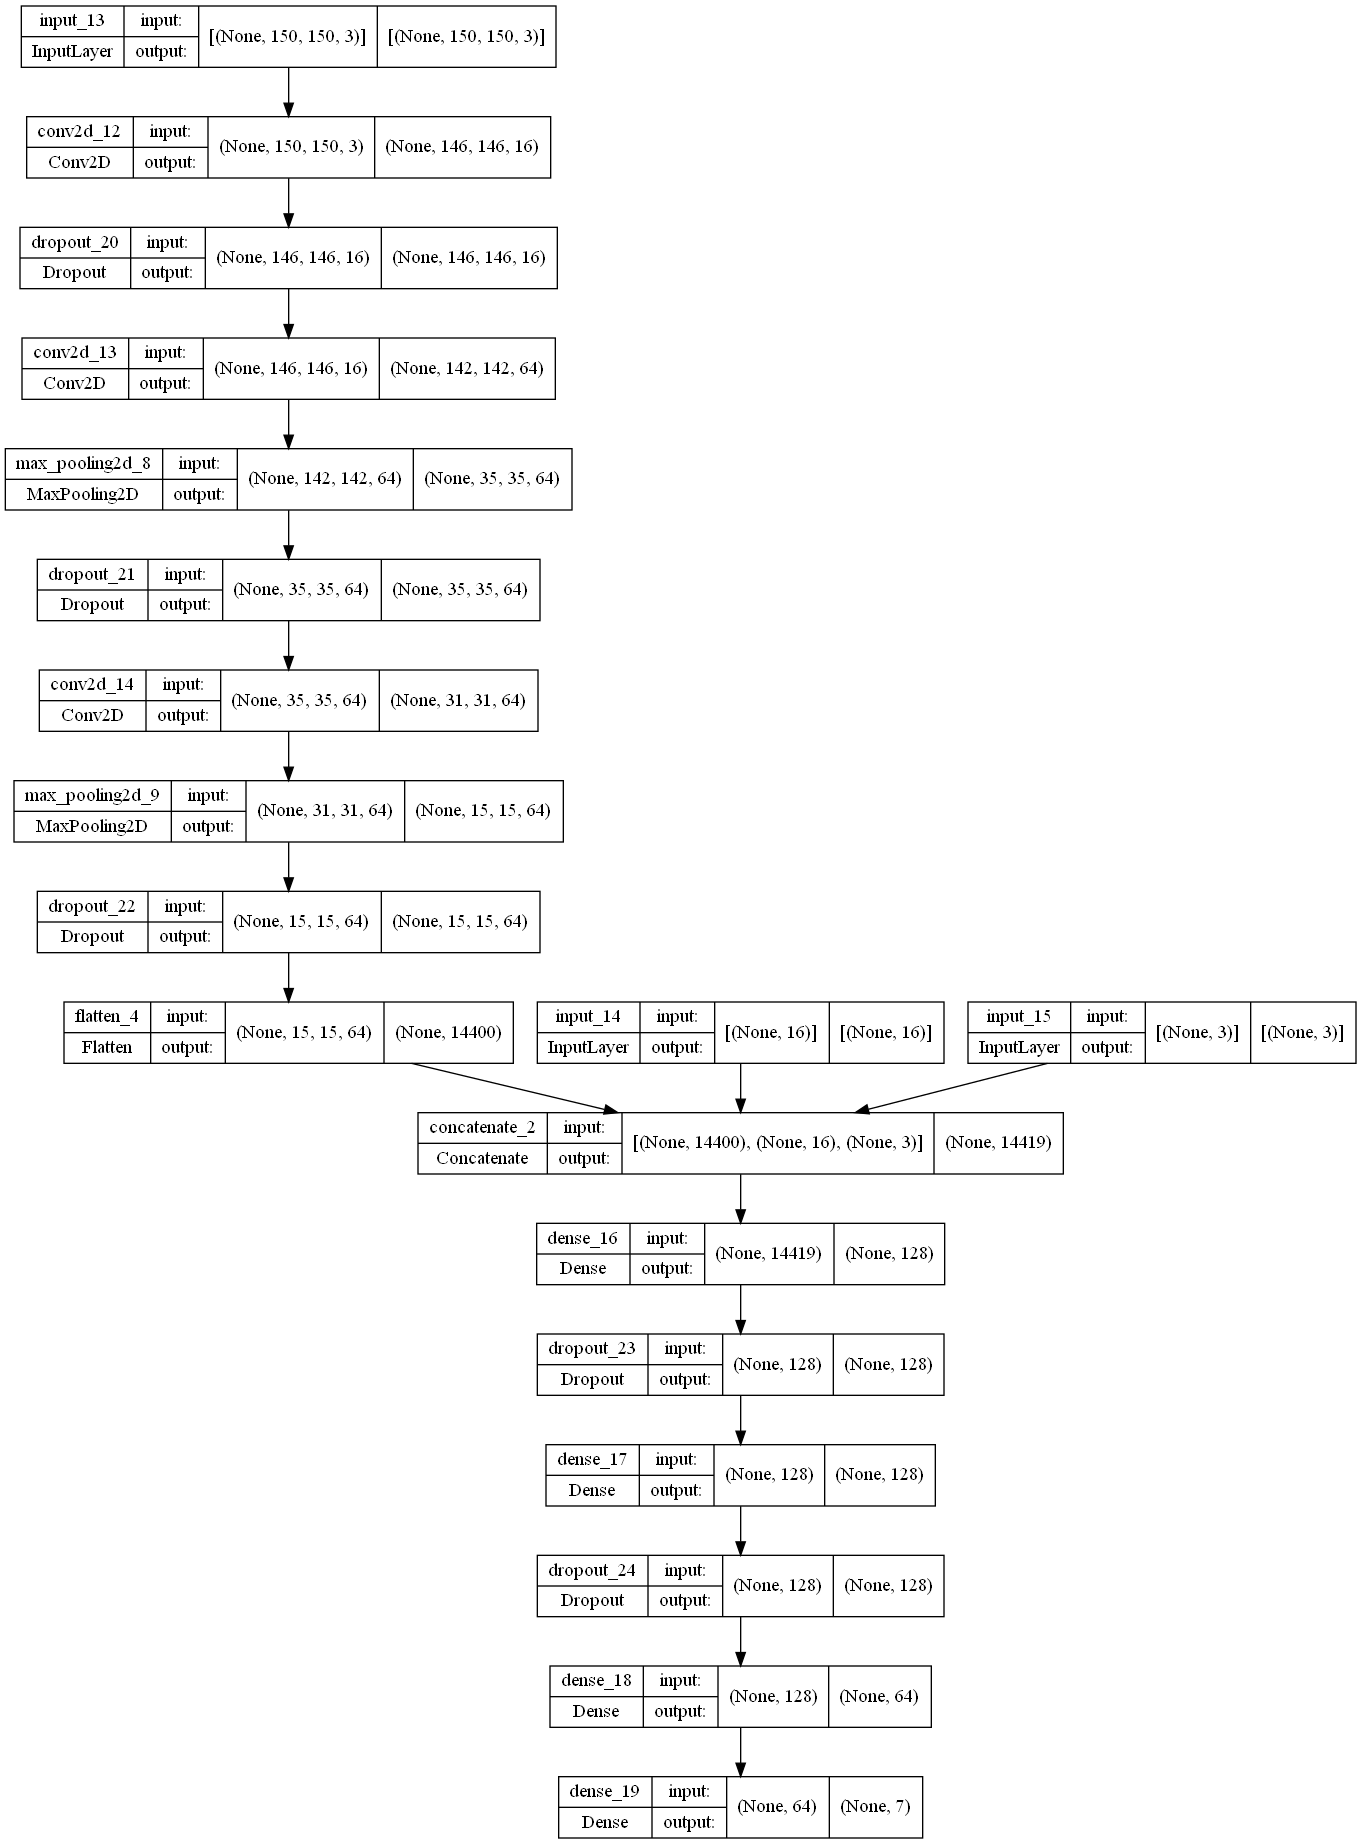 input_13 input: [(None, 150, 150, 3)] [(None, 150, 150, 3)]
InputLayer output:
conv2d_12 input: (None, 150, 150, 3) (None, 146, 146, 16)
Conv2D output:
dropout_20 input: (None, 146, 146, 16) (None, 146, 146, 16)
Dropout output:
conv2d_13 input: (None, 146, 146, 16) (None, 142, 142, 64)
Conv2D output:
max_pooling2d_8 input: (None, 142, 142, 64) (None, 35, 35, 64)
MaxPooling2D output:
dropout_21 input: (None, 35, 35, 64) (None, 35, 35, 64)
Dropout output:
conv2d_14 input: (None, 35, 35, 64) (None, 31, 31, 64)
Conv2D output:
max_pooling2d_9 input: (None, 31, 31, 64) (None, 15, 15, 64)
MaxPooling2D output:
dropout_22 input: (None, 15, 15, 64) (None, 15, 15, 64)
Dropout output:
flatten_4 input: (None, 15, 15, 64) (None, 14400)
Flatten output:
input_14 input: [(None, 16)] [(None, 16)]
InputLayer output:
input_15 input: [(None, 3)] [(None, 3)]
InputLayer output:
concatenate_2 input: [(None, 14400), (None, 16), (None, 3)] (None, 14419)
Concatenate output:
dense_16 input: (None, 14419) (None, 128)
Dense output:
dropout_23 input: (None, 128) (None, 128)
Dropout output:
dense_17 input: (None, 128) (None, 128)
Dense output:
dropout_24 input: (None, 128) (None, 128)
Dropout output:
dense_18 input: (None, 128) (None, 64)
Dense output:
dense_19 input: (None, 64) (None, 7)
Dense output: